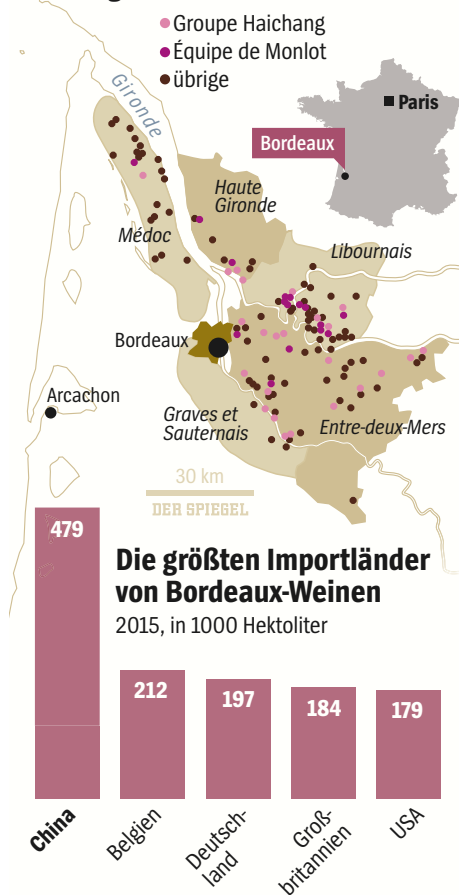 Groupe Haichang
Équipe de Monlot
übrige
Gironde
Paris
Bordeaux
Haute
Gironde
Médoc
Libournais
Bordeaux
Arcachon
Graves et
Sauternais
Entre-deux-Mers
30 km
DER SPIEGEL
479
Die größten Importländer
von Bordeaux-Weinen
2015, in 1000 Hektoliter
212
197
184
179
China
Belgien
Deutsch-
land
Groß-
britannien
USA